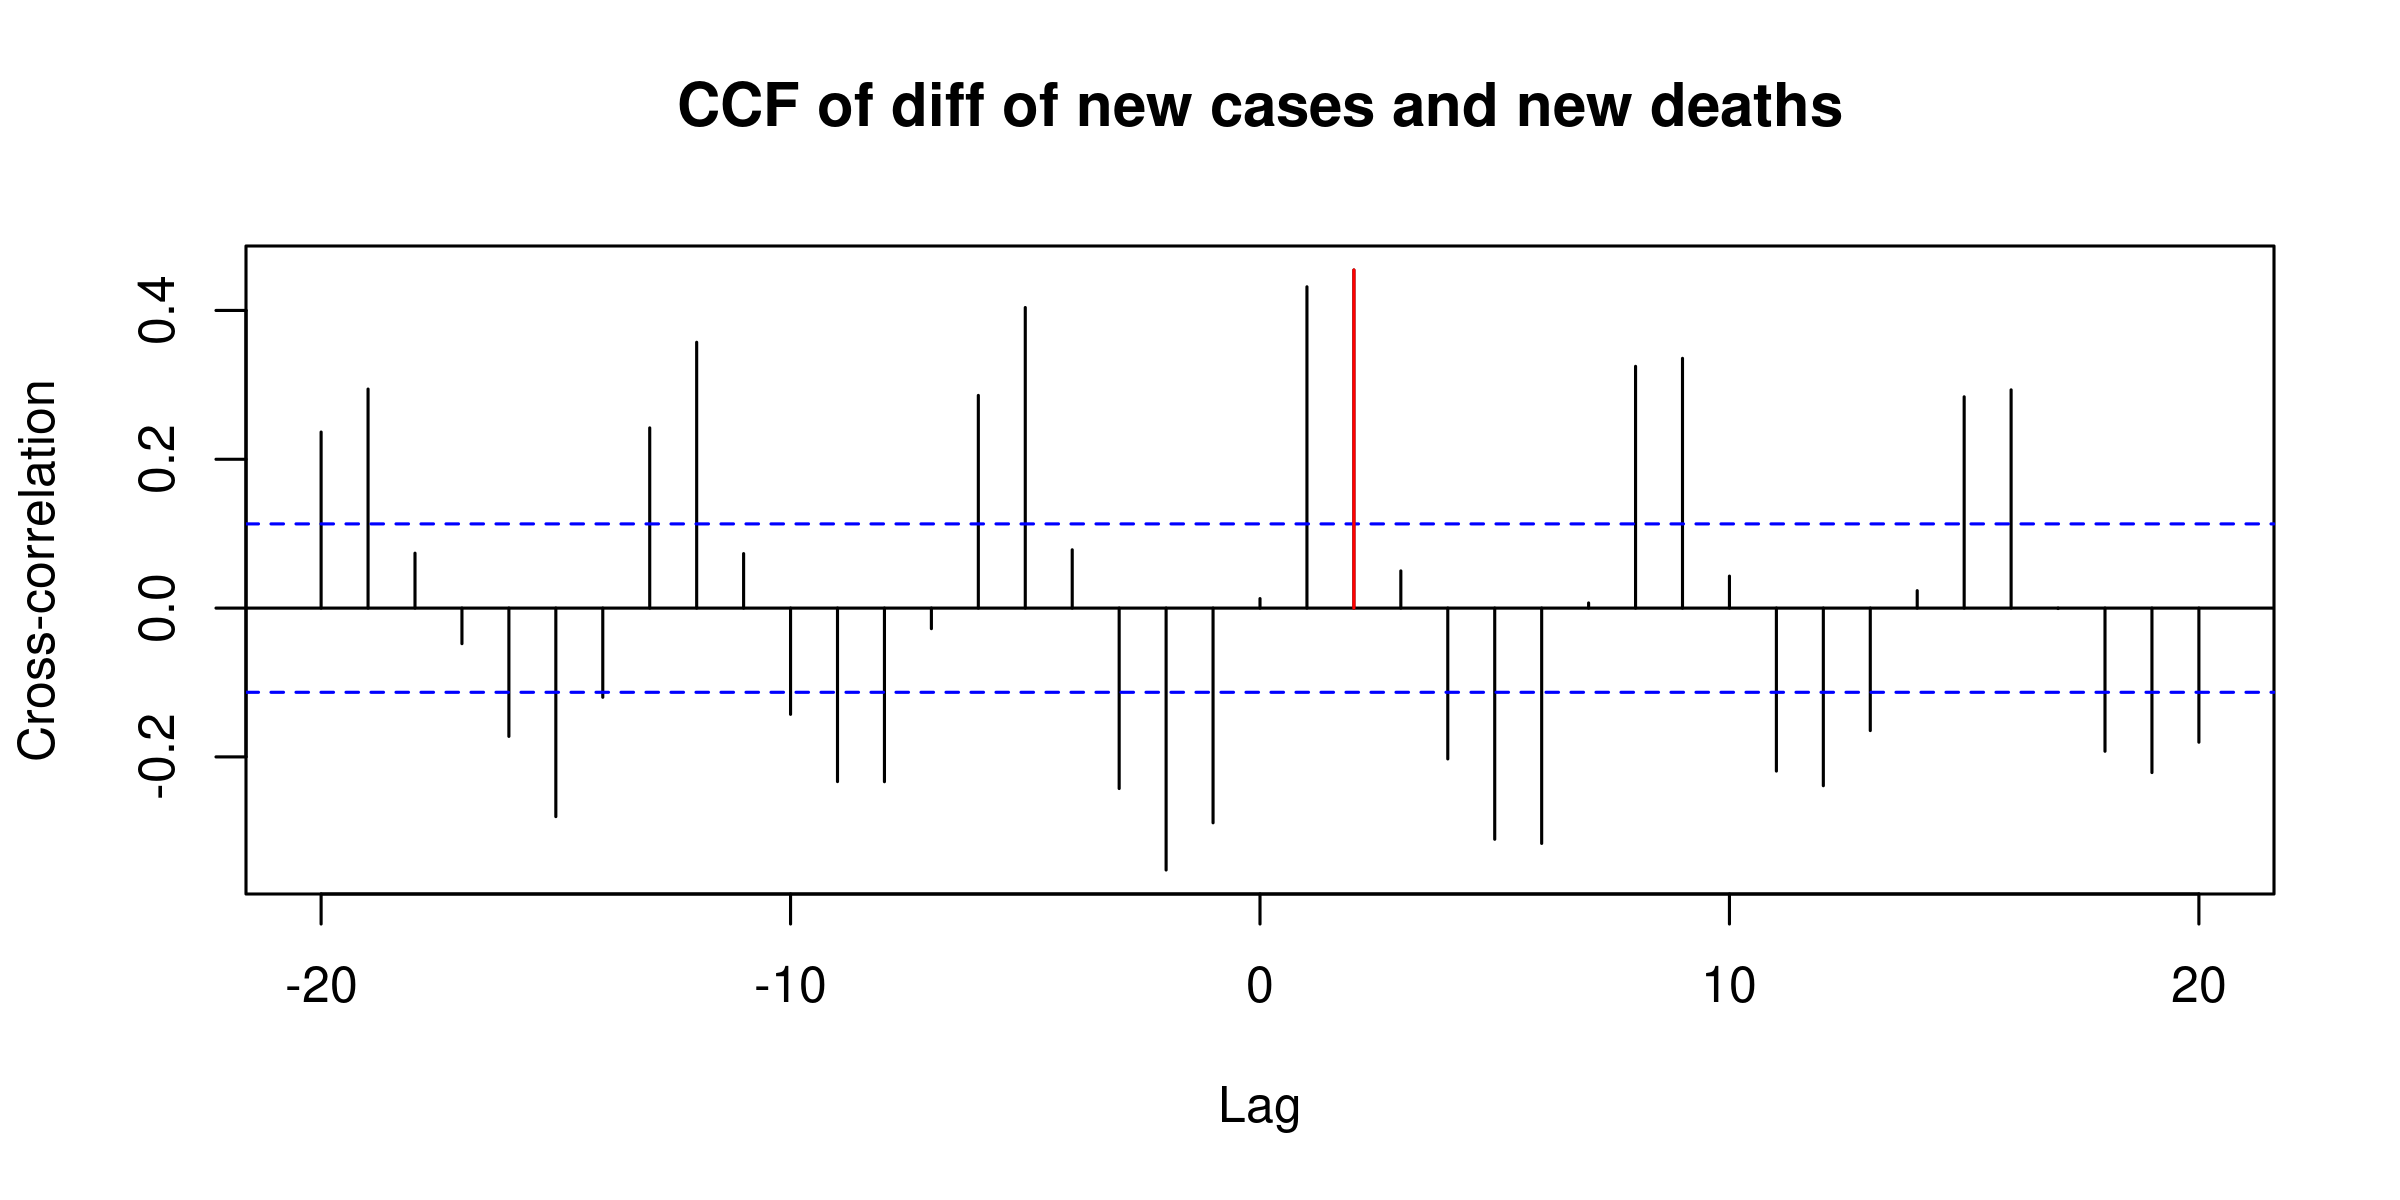 CCF of diff of new cases and new deaths
Cross-correlation
0.4
0.2
0.0
-0.2
-20 -10 0 10 20
Lag